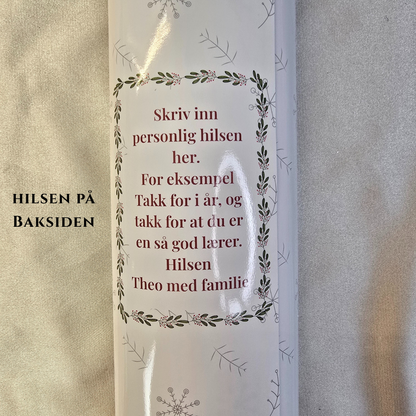 HILSEN PÅ
BAKSIDEN
Skriv inn
personlig hilsen
her.
For eksempel
Takk for i år, og
takk for at du er
en så god lærer.
Hilsen
Theo med familie